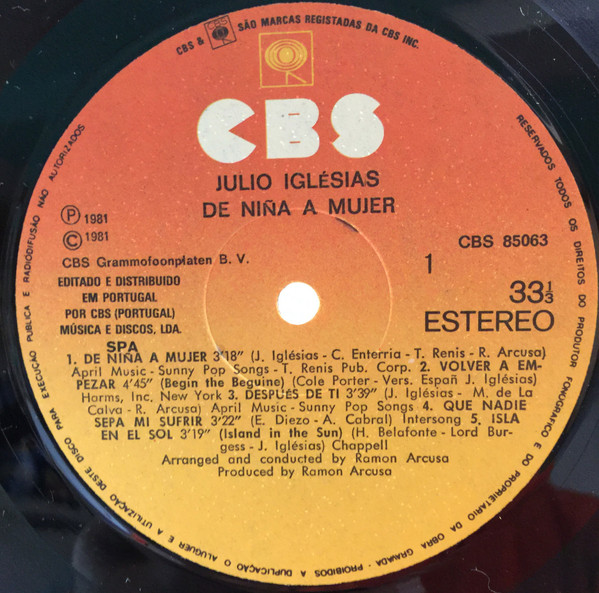 CBS & SÃO MARCAS REGISTADAS DA CBS INC.
CBS
JULIO IGLÉSIAS
DE NIÑA A MUJER
Ⓟ 1981
© 1981
CBS Grammofoonplaten B. V.
CBS 85063
1
EDITADO E DISTRIBUIDO
EM PORTUGAL
POR CBS (PORTUGAL)
MÚSICA E DISCOS, LDA.
33⅓
ESTEREO
SPA
1. DE NIÑA A MUJER 3'18" (J. Iglésias - C. Enterria - T. Renis - R. Arcusa)
April Music - Sunny Pop Songs - T. Renis Pub. Corp. 2. VOLVER A EM-
PEZAR 4'45" (Begin the Beguine) (Cole Porter - Vers. Españ J. Iglésias)
Harms, Inc. New York 3. DESPUÉS DE TI 3'39" (J. Iglésias - M. de La
Calva - R. Arcusa) April Music - Sunny Pop Songs 4. QUE NADIE
SEPA MI SUFRIR 3'22" (E. Diezo - A. Cabral) Intersong 5. ISLA
EN EL SOL 3'19" (Island in the Sun) (H. Belafonte - Lord Bur-
gess - J. Iglésias) Chappell
Arranged and conducted by Ramon Arcusa
Produced by Ramon Arcusa
RESERVADOS TODOS OS DIREITOS DO PRODUTOR FONOGRÁFICO E DO PROPRIETARIO DA OBRA GRAVADA - PROIBIDOS A DUPLICAÇÃO O ALUGUER E A UTILIZAÇÃO DESTE DISCO PARA EXECUÇÃO PUBLICA E RADIODIFUSÃO NÃO AUTORIZADOS